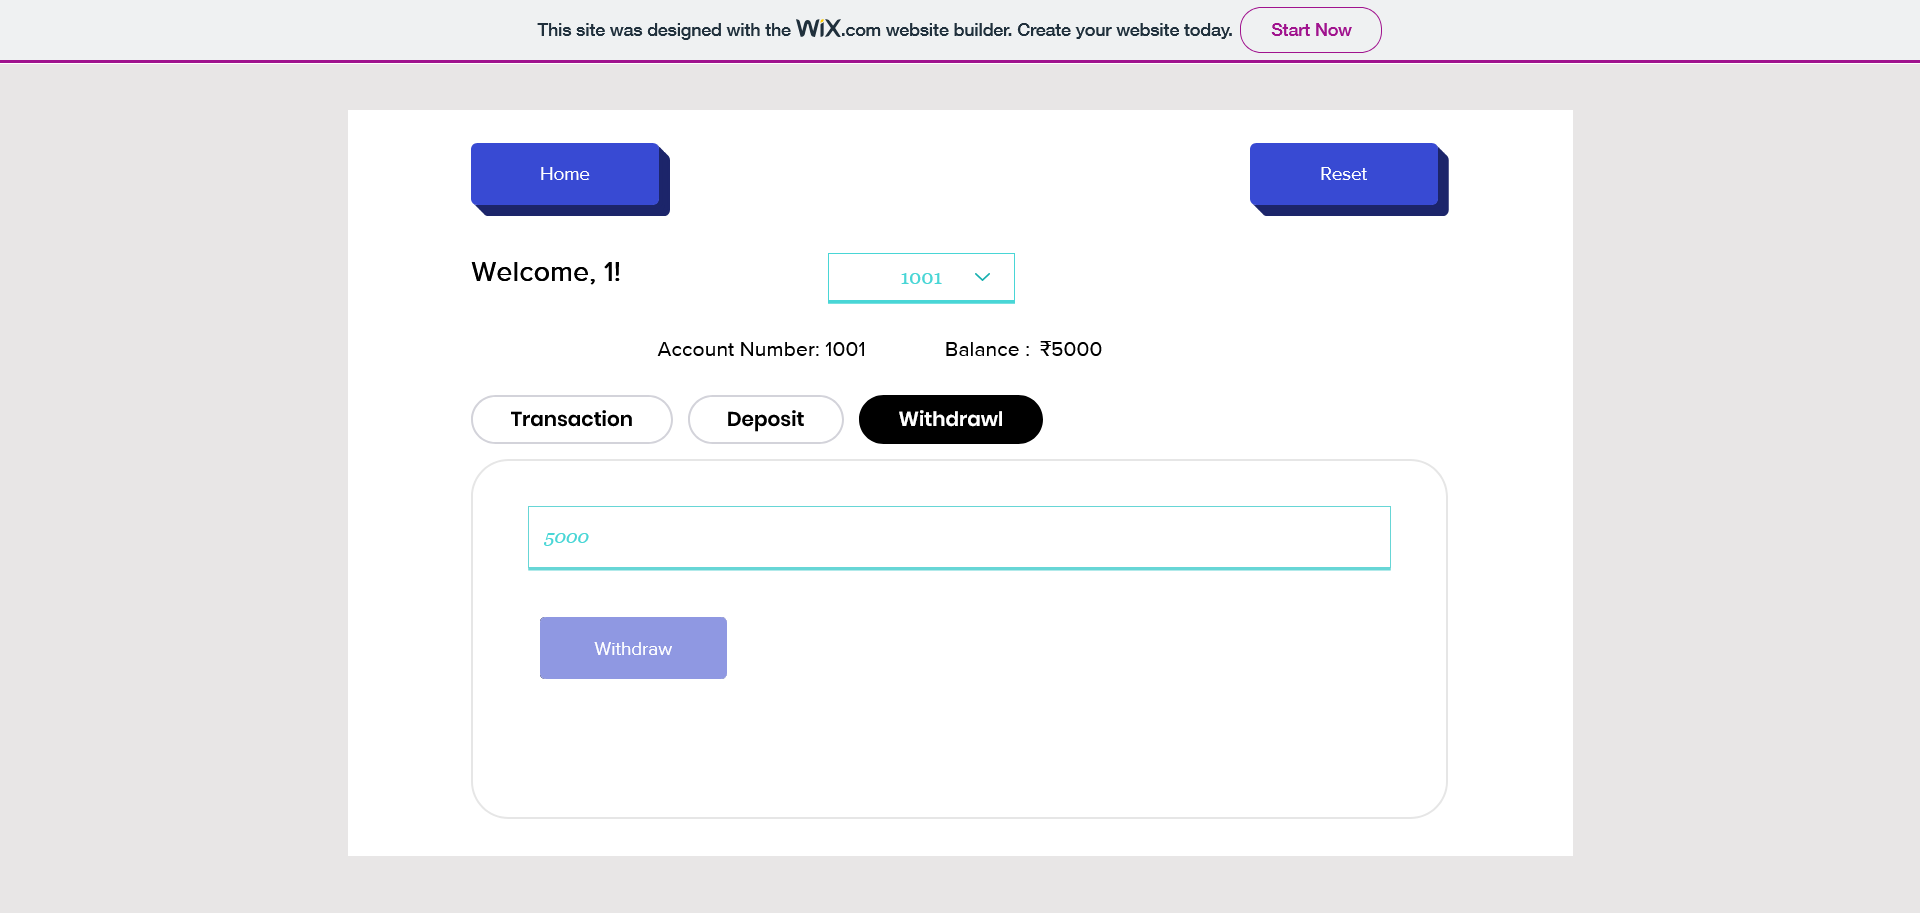 This site was designed with the WiX.com website builder. Create your website today. Start Now
Home Reset
Welcome, 1! 1001
Account Number: 1001 Balance : ₹5000
Transaction Deposit Withdrawl
5000
Withdraw